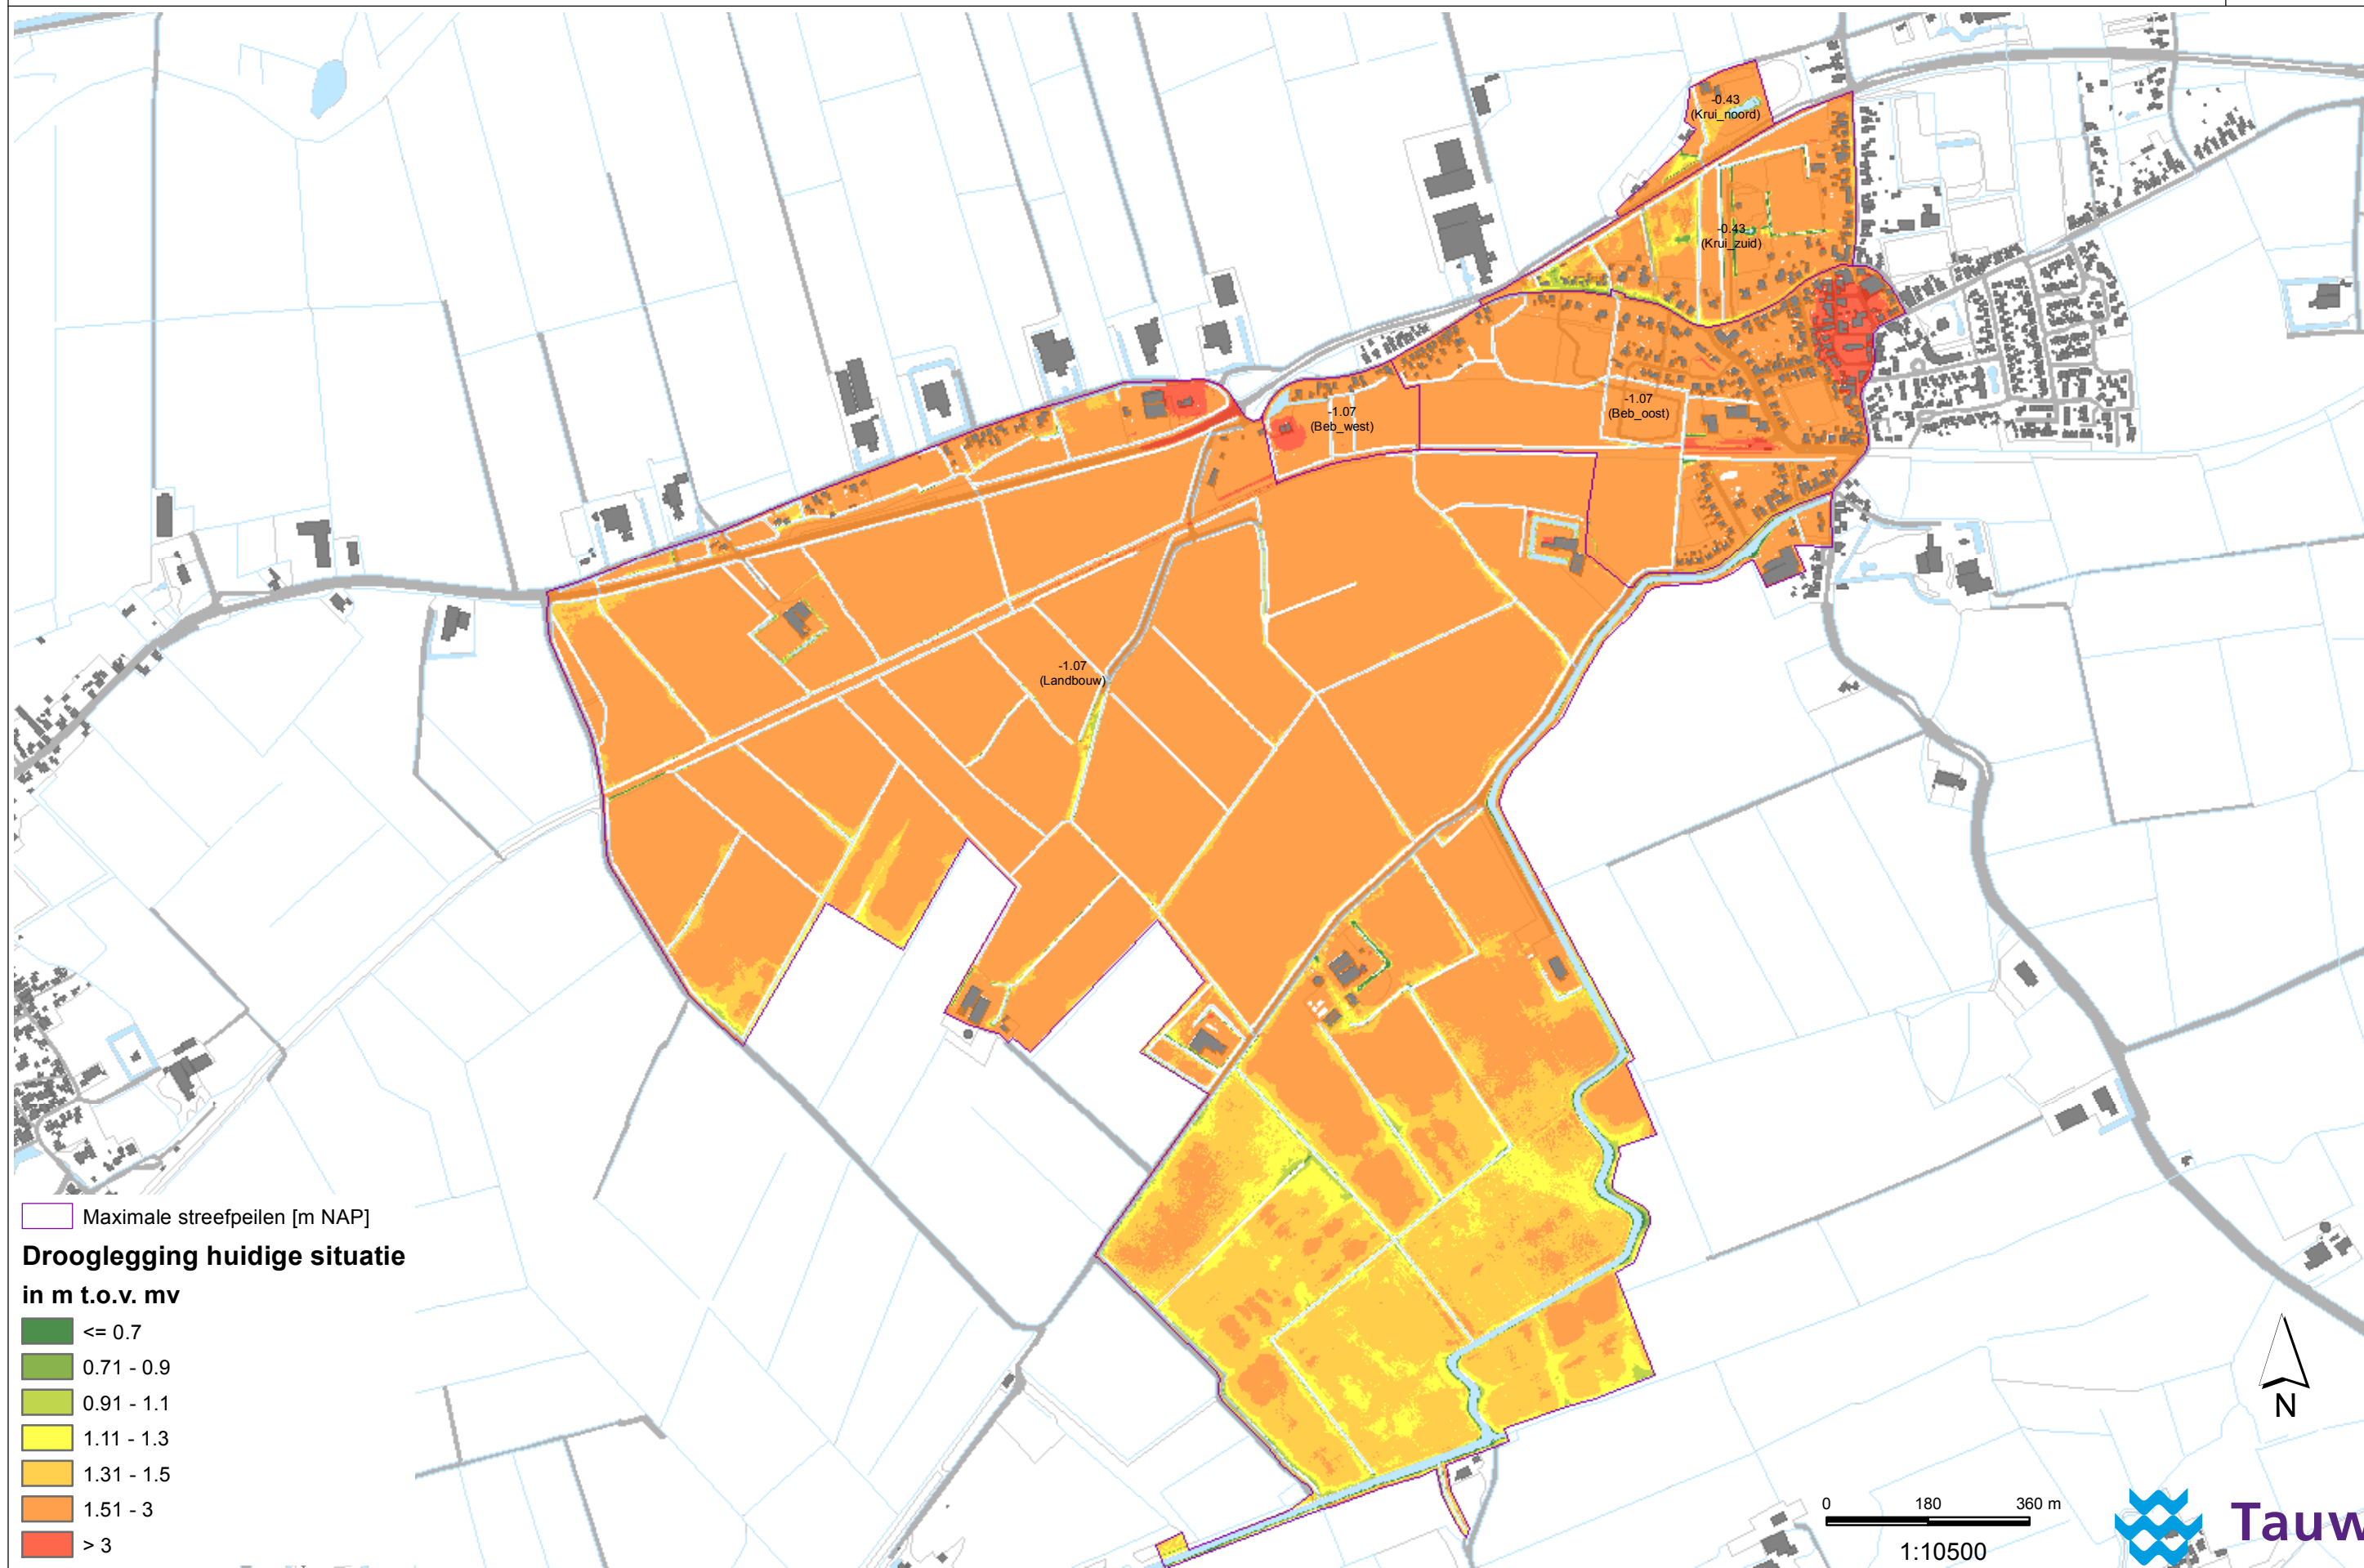 -0.43
(Krui_noord)
-0.43
(Krui_zuid)
-1.07
(Beb_west)
-1.07
(Beb_oost)
-1.07
(Landbouw)
Maximale streefpeilen [m NAP]
Drooglegging huidige situatie
in m t.o.v. mv
<= 0.7
0.71 - 0.9
0.91 - 1.1
1.11 - 1.3
1.31 - 1.5
1.51 - 3
> 3
N
0 180 360 m
1:10500
Tauw